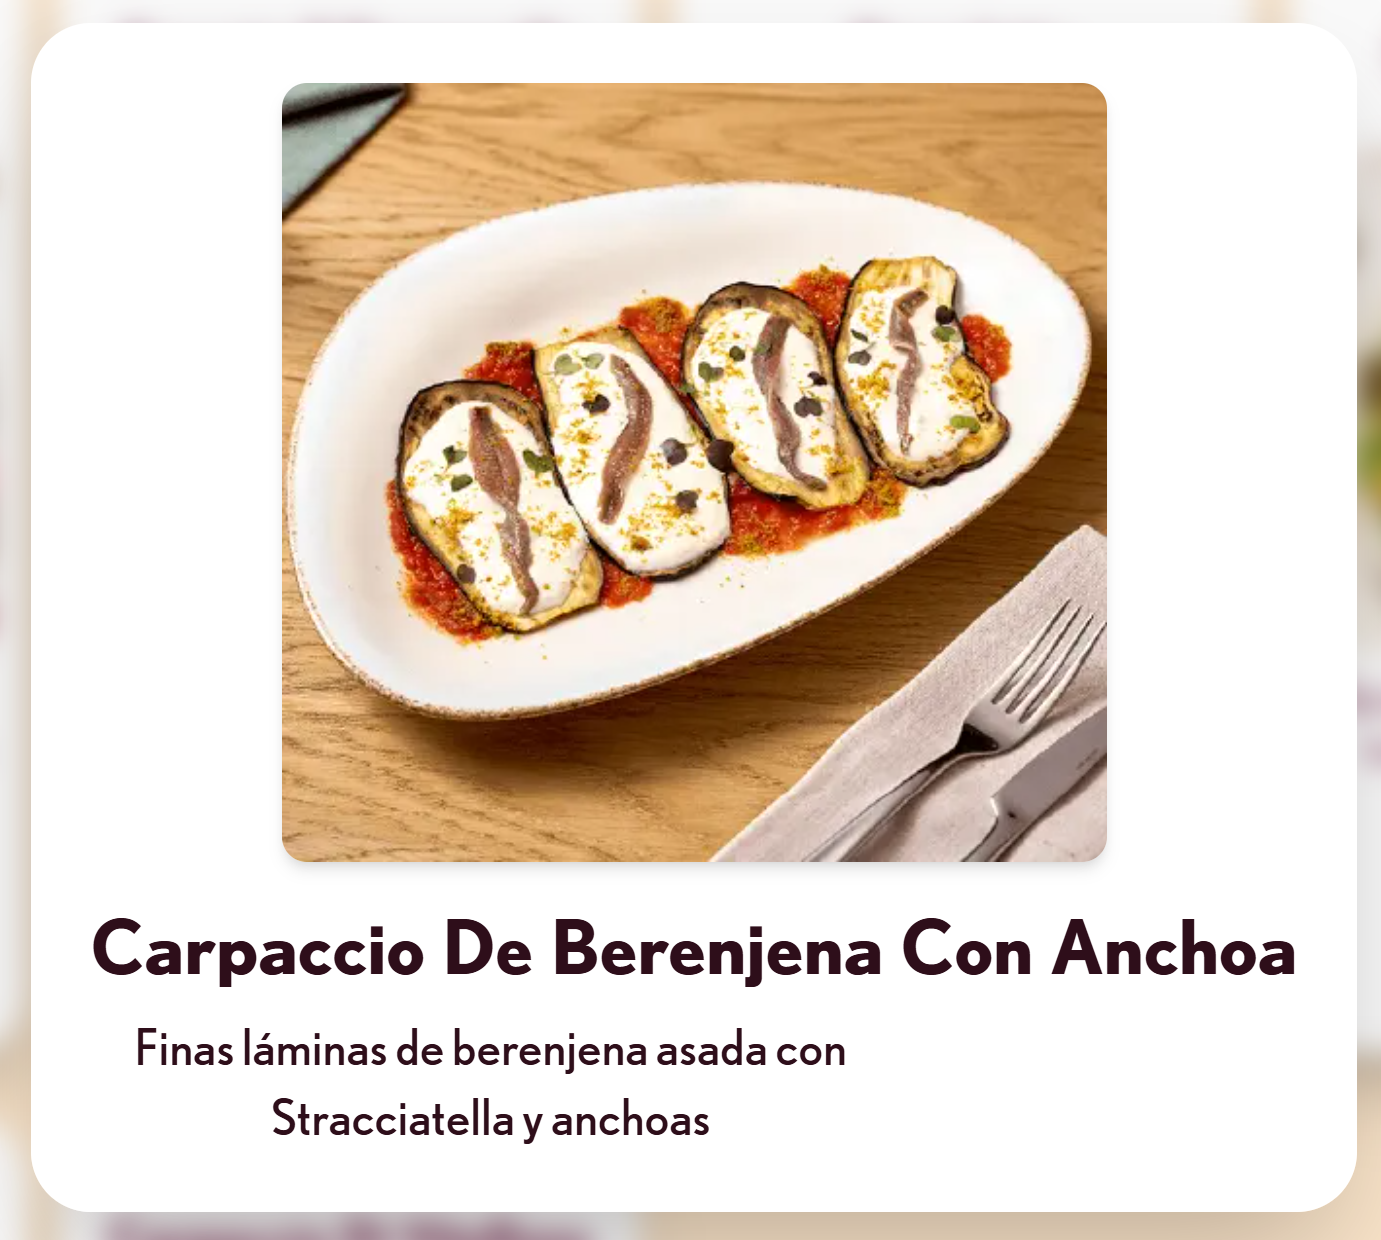 Carpaccio De Berenjena Con Anchoa
Finas láminas de berenjena asada con
Stracciatella y anchoas